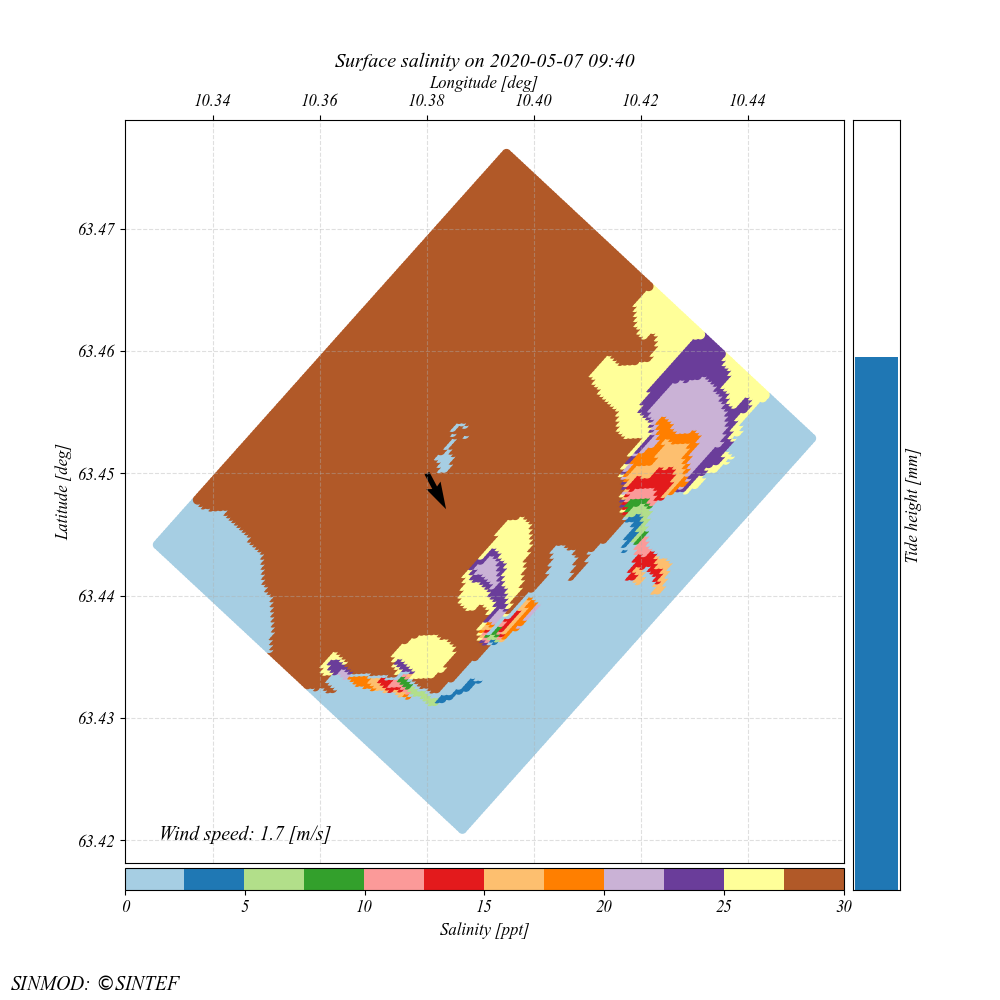 Surface salinity on 2020-05-07 09:40
Longitude [deg]
10.34 10.36 10.38 10.40 10.42 10.44
63.47
63.46
63.45
63.44
63.43
63.42
Latitude [deg]
Tide height [mm]
Wind speed: 1.7 [m/s]
0 5 10 15 20 25 30
Salinity [ppt]
SINMOD: ©SINTEF